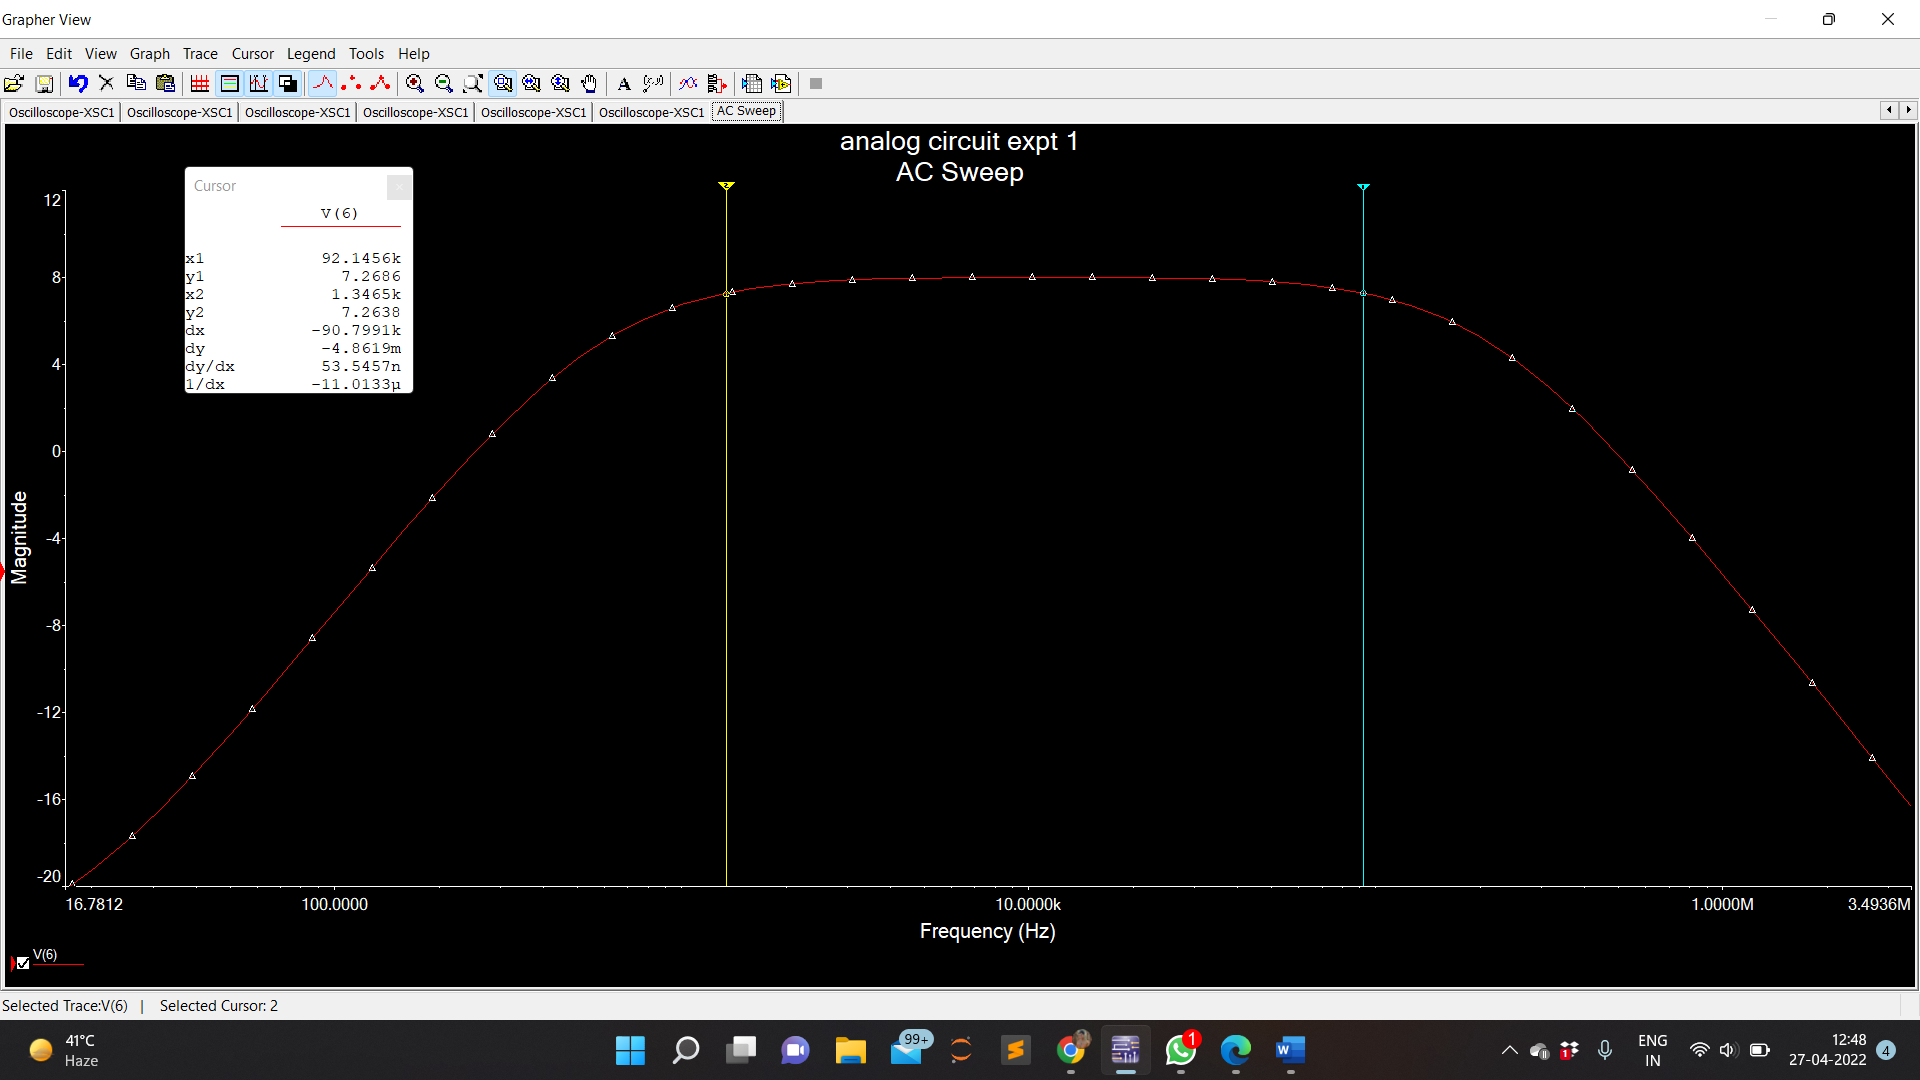 Grapher View
File Edit View Graph Trace Cursor Legend Tools Help
Oscilloscope-XSC1 Oscilloscope-XSC1 Oscilloscope-XSC1 Oscilloscope-XSC1 Oscilloscope-XSC1 Oscilloscope-XSC1 AC Sweep
analog circuit expt 1
AC Sweep
Cursor
V(6)
x1 92.1456k
y1 7.2686
x2 1.3465k
y2 7.2638
dx -90.7991k
dy -4.8619m
dy/dx 53.5457n
1/dx -11.0133µ
12
8
4
0
-4
-8
-12
-16
-20
Magnitude
16.7812 100.0000 10.0000k 1.0000M 3.4936M
Frequency (Hz)
V(6)
Selected Trace:V(6) | Selected Cursor: 2
41°C
Haze
99+
1
1
ENG
IN
12:48
27-04-2022
4